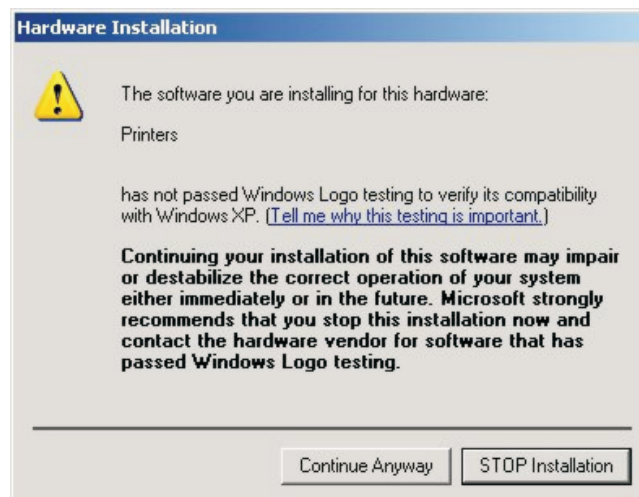 Hardware Installation
The software you are installing for this hardware:
Printers
has not passed Windows Logo testing to verify its compatibility
with Windows XP. (Tell me why this testing is important.)
Continuing your installation of this software may impair
or destabilize the correct operation of your system
either immediately or in the future. Microsoft strongly
recommends that you stop this installation now and
contact the hardware vendor for software that has
passed Windows Logo testing.
Continue Anyway
STOP Installation